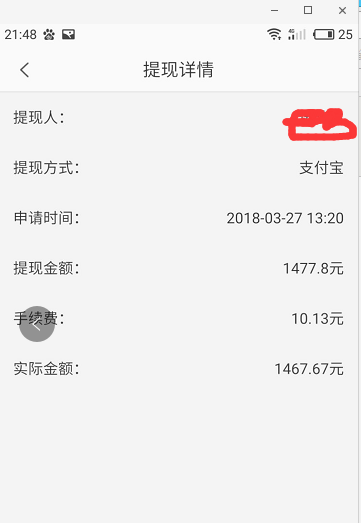 21:48 4G 25
提现详情
提现人:
提现方式: 支付宝
申请时间: 2018-03-27 13:20
提现金额: 1477.8元
手续费: 10.13元
实际金额: 1467.67元